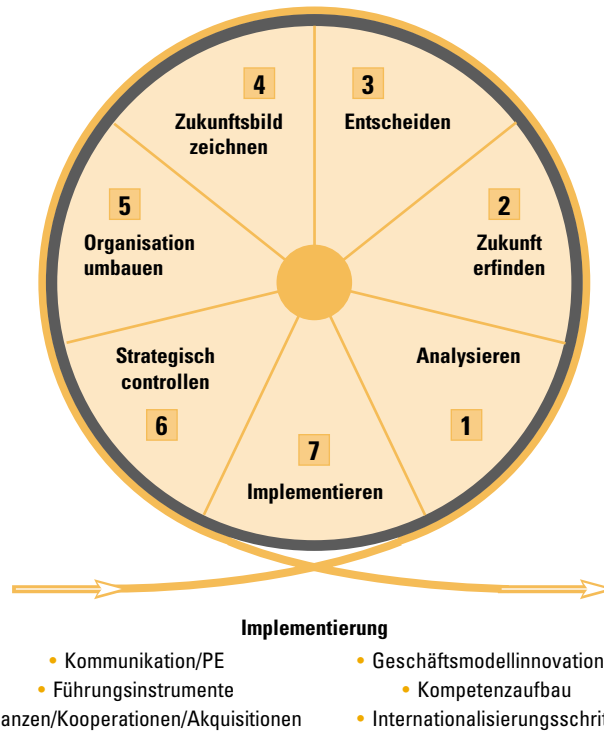 4
Zukunftsbild
zeichnen
3
Entscheiden
5
Organisation
umbauen
2
Zukunft
erfinden
Strategisch
controllen
6
Analysieren
1
7
Implementieren
Implementierung
• Kommunikation/PE
• Geschäftsmodellinnovation
• Führungsinstrumente
• Kompetenzaufbau
anzen/Kooperationen/Akquisitionen
• Internationalisierungsschrit